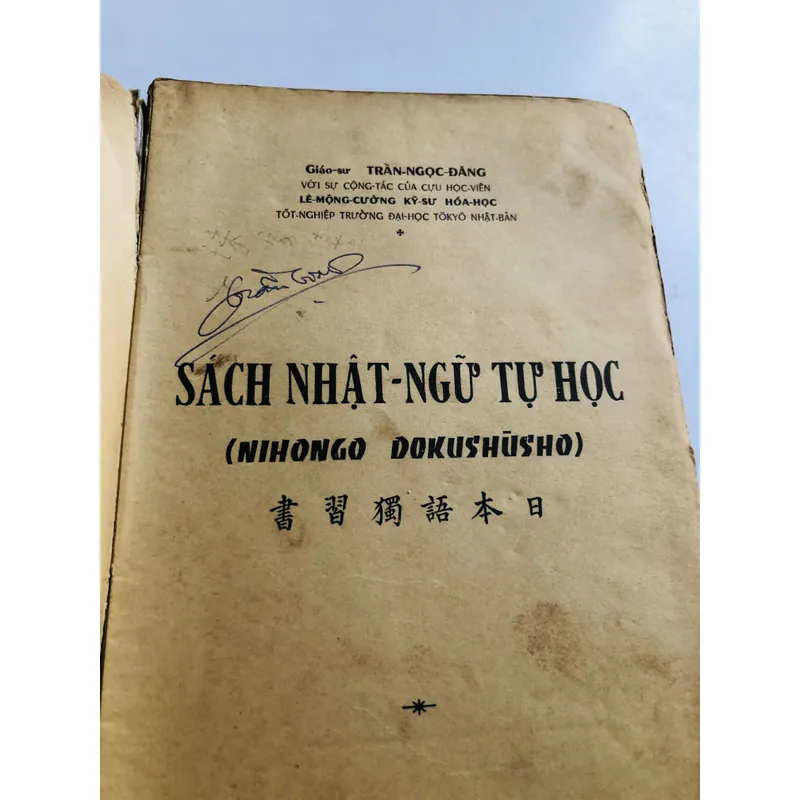 Giáo-sư TRẦN-NGỌC-ĐĂNG
VỚI SỰ CỘNG-TÁC CỦA CỰU HỌC-VIÊN
LÊ-MỘNG-CƯỜNG KỸ-SƯ HÓA-HỌC
TỐT-NGHIỆP TRƯỜNG ĐẠI-HỌC TŌKYŌ NHẬT-BẢN
SÁCH NHẬT-NGỮ TỰ HỌC
(NIHONGO DOKUSHŪSHO)
書習獨語本日